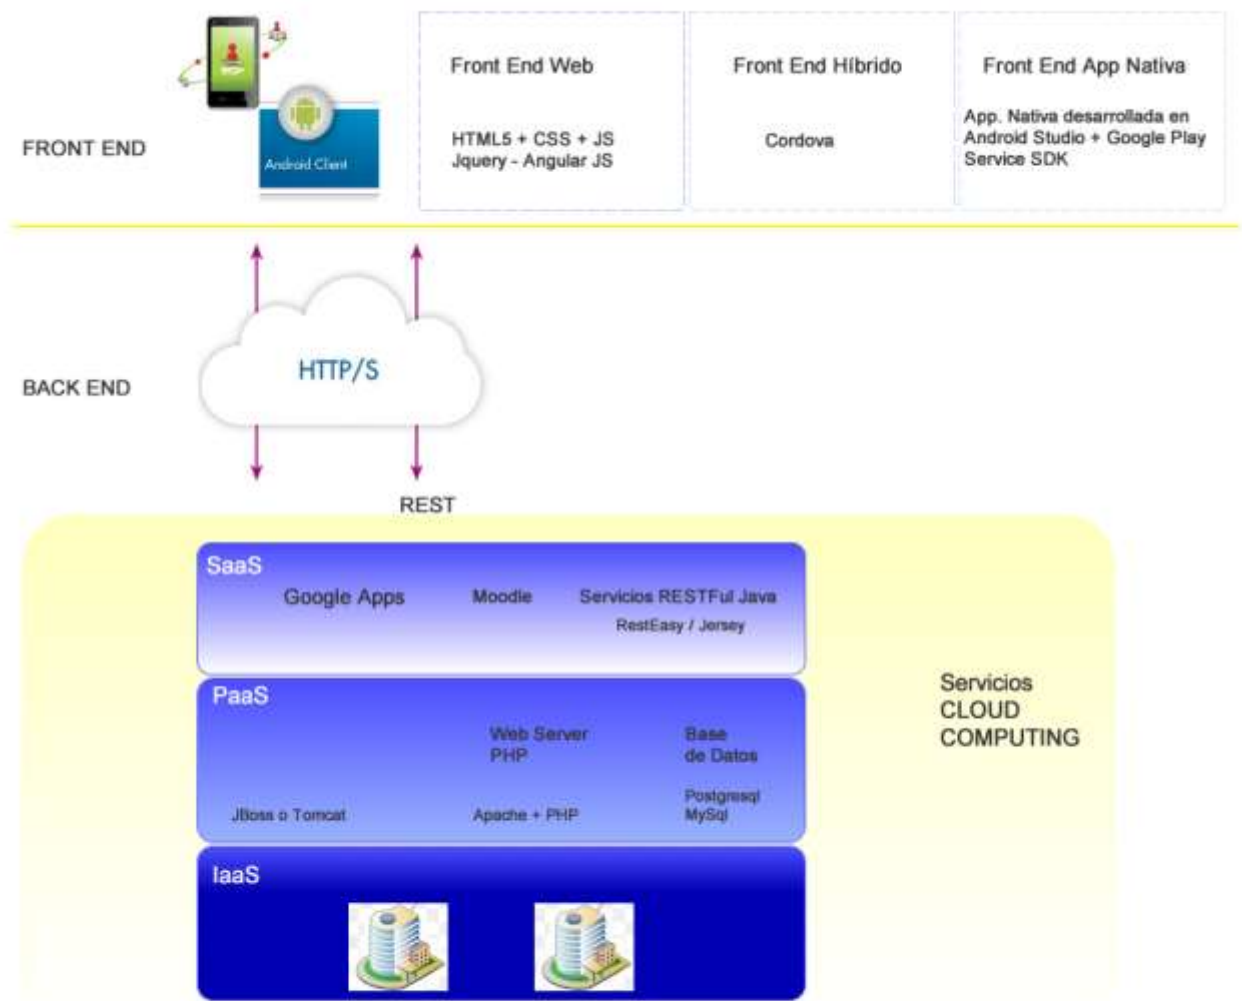 Front End Web
Front End Híbrido
Front End App Nativa
FRONT END
Android Client
HTML5 + CSS + JS
Jquery - Angular JS
Cordova
App. Nativa desarrollada en
Android Studio + Google Play
Service SDK
HTTP/S
BACK END
REST
SaaS
Google Apps
Moodle
Servicios RESTFul Java
RestEasy / Jersey
PaaS
Web Server
PHP
Base
de Datos
JBoss o Tomcat
Apache + PHP
Postgresql
MySql
Servicios
CLOUD
COMPUTING
IaaS